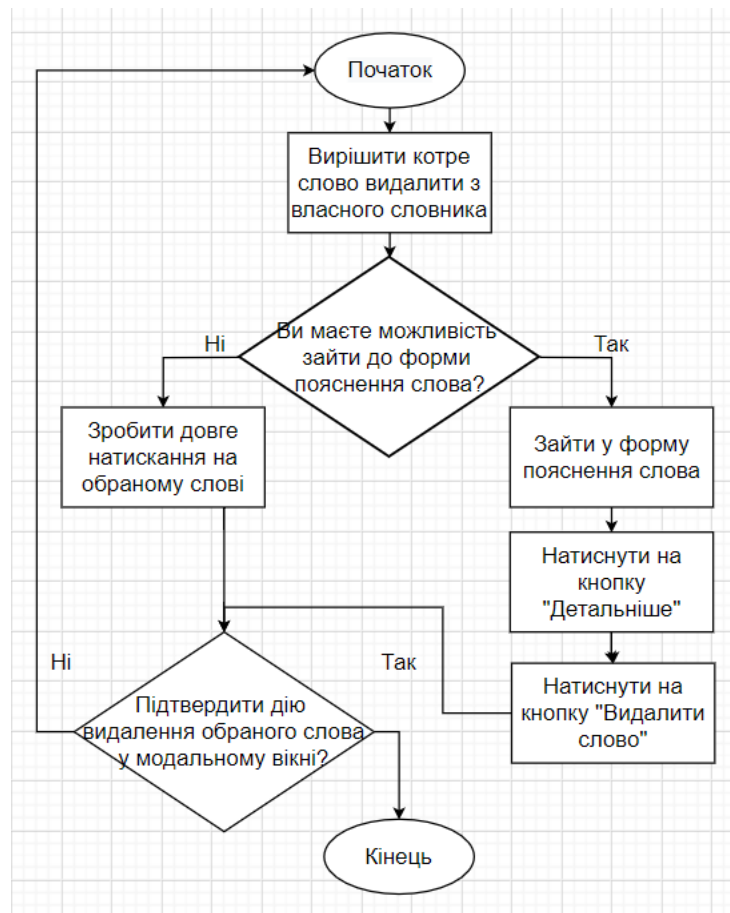 Початок
Вирішити котре
слово видалити з
власного словника
Ви маєте можливість
зайти до форми
пояснення слова?
Ні
Так
Зробити довге
натискання на
обраному слові
Зайти у форму
пояснення слова
Натиснути на
кнопку
"Детальніше"
Натиснути на
кнопку "Видалити
слово"
Ні
Так
Підтвердити дію
видалення обраного слова
у модальному вікні?
Кінець